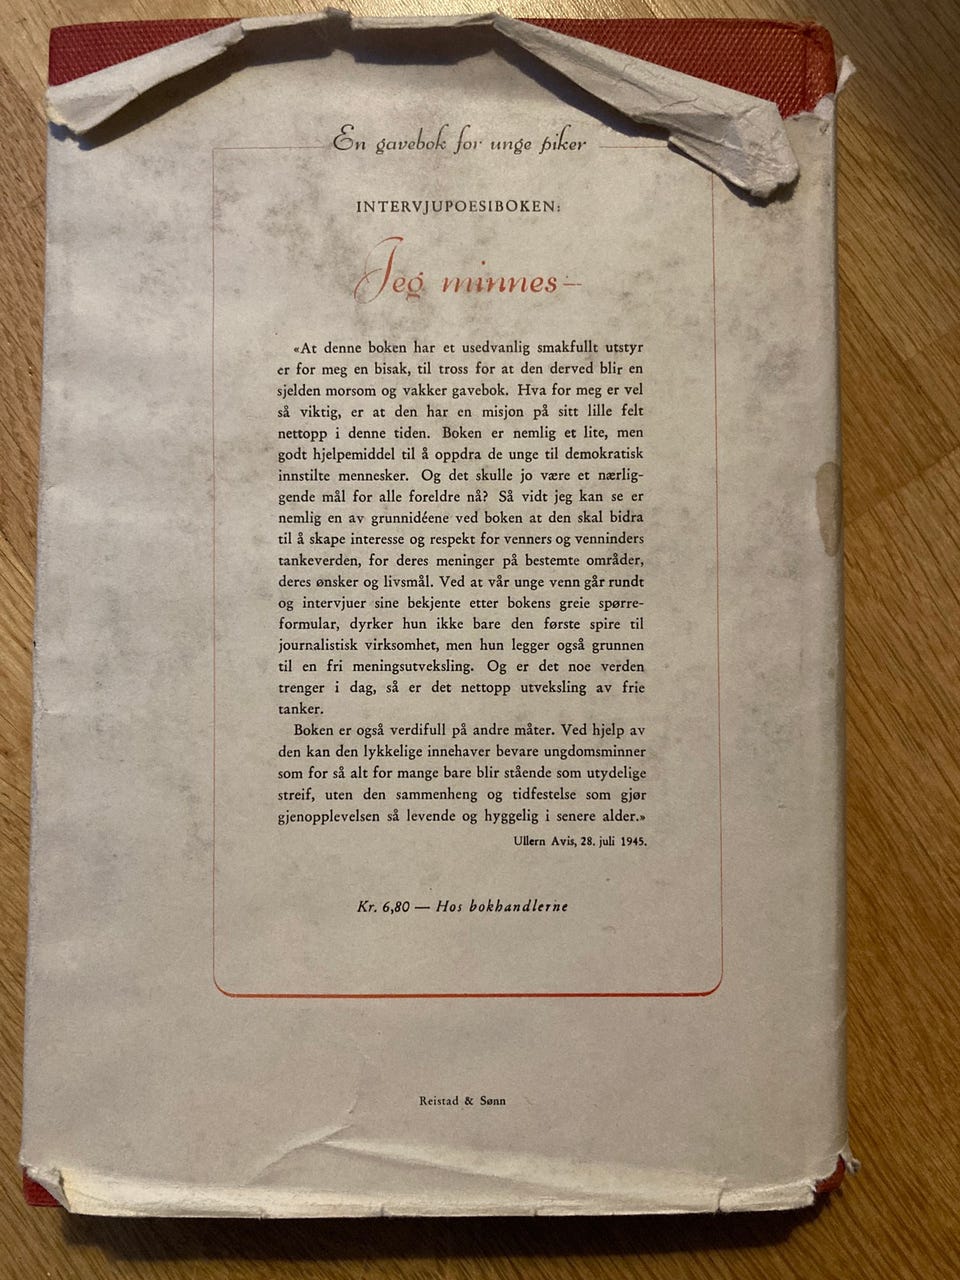 En gavebok for unge piker
INTERVJUPOESIBOKEN:
Jeg minnes–
«At denne boken har et usedvanlig smakfullt utstyr
er for meg en bisak, til tross for at den derved blir en
sjelden morsom og vakker gavebok. Hva for meg er vel
så viktig, er at den har en misjon på sitt lille felt
nettopp i denne tiden. Boken er nemlig et lite, men
godt hjelpemiddel til å oppdra de unge til demokratisk
innstilte mennesker. Og det skulle jo være et nærlig-
gende mål for alle foreldre nå? Så vidt jeg kan se er
nemlig en av grunnidéene ved boken at den skal bidra
til å skape interesse og respekt for venners og venninders
tankeverden, for deres meninger på bestemte områder,
deres ønsker og livsmål. Ved at vår unge venn går rundt
og intervjuer sine bekjente etter bokens greie spørre-
formular, dyrker hun ikke bare den første spire til
journalistisk virksomhet, men hun legger også grunnen
til en fri meningsutveksling. Og er det noe verden
trenger i dag, så er det nettopp utveksling av frie
tanker.
Boken er også verdifull på andre måter. Ved hjelp av
den kan den lykkelige innehaver bevare ungdomsminner
som for så alt for mange bare blir stående som utydelige
streif, uten den sammenheng og tidfestelse som gjør
gjenopplevelsen så levende og hyggelig i senere alder.»
Ullern Avis, 28. juli 1945.
Kr. 6,80 — Hos bokhandlerne
Reistad & Sønn